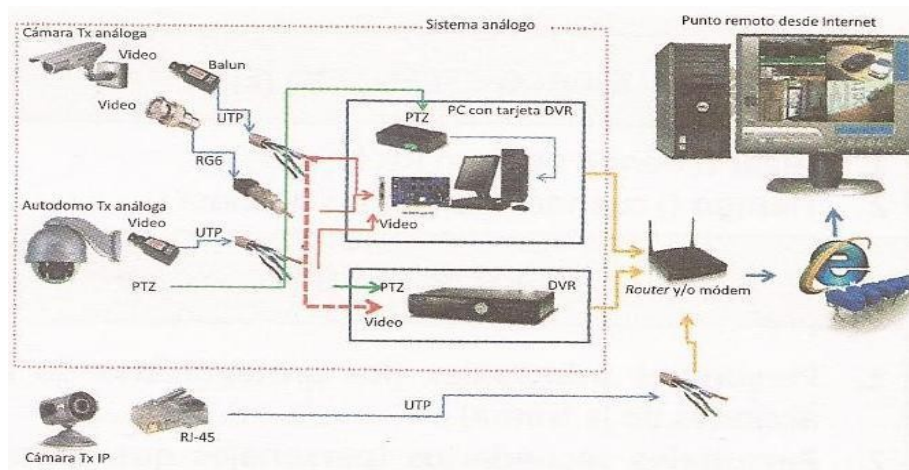 Sistema análogo
Punto remoto desde Internet
Cámara Tx análoga
Video
Balun
Video
UTP
PTZ
PC con tarjeta DVR
RG6
Autodomo Tx análoga
Video
UTP
Video
PTZ
PTZ
DVR
Video
Router y/o módem
UTP
RJ-45
Cámara Tx IP